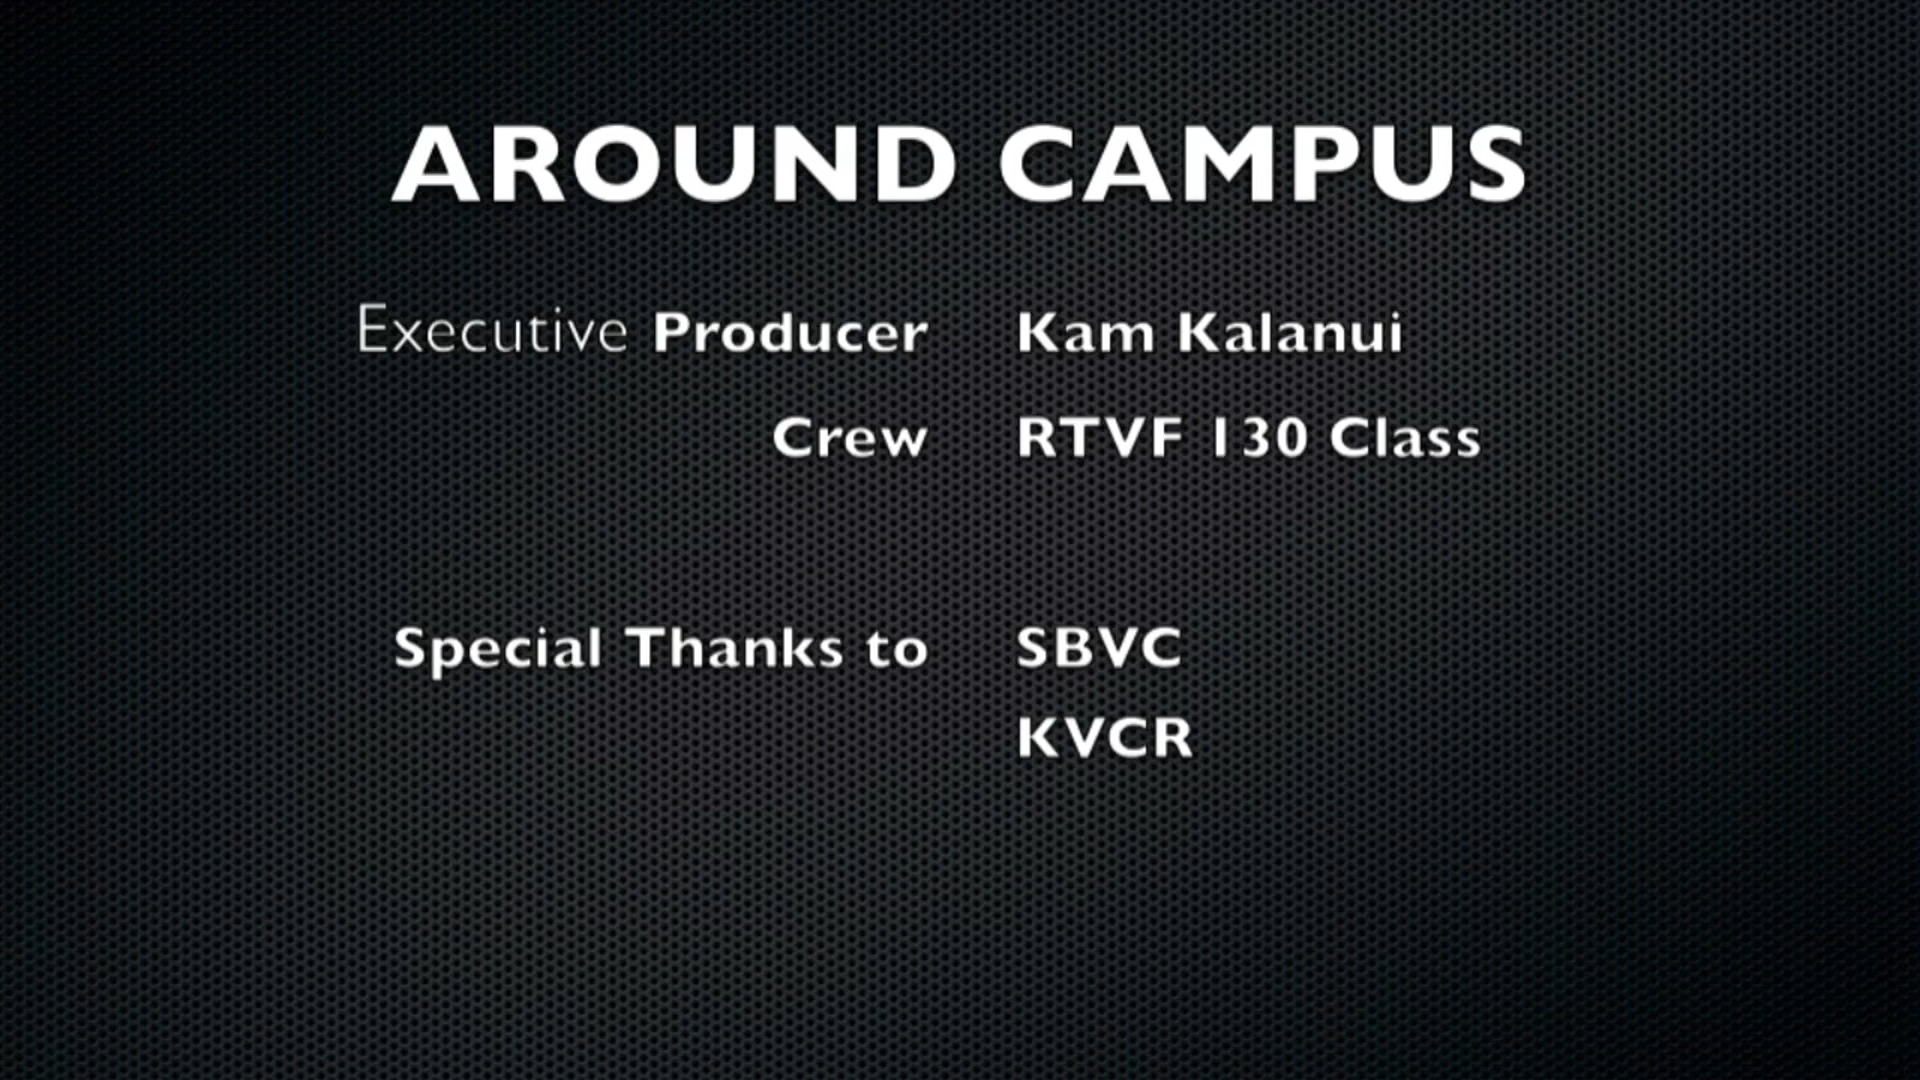 AROUND CAMPUS
Executive Producer Kam Kalanui
Crew RTVF 130 Class
Special Thanks to SBVC
KVCR